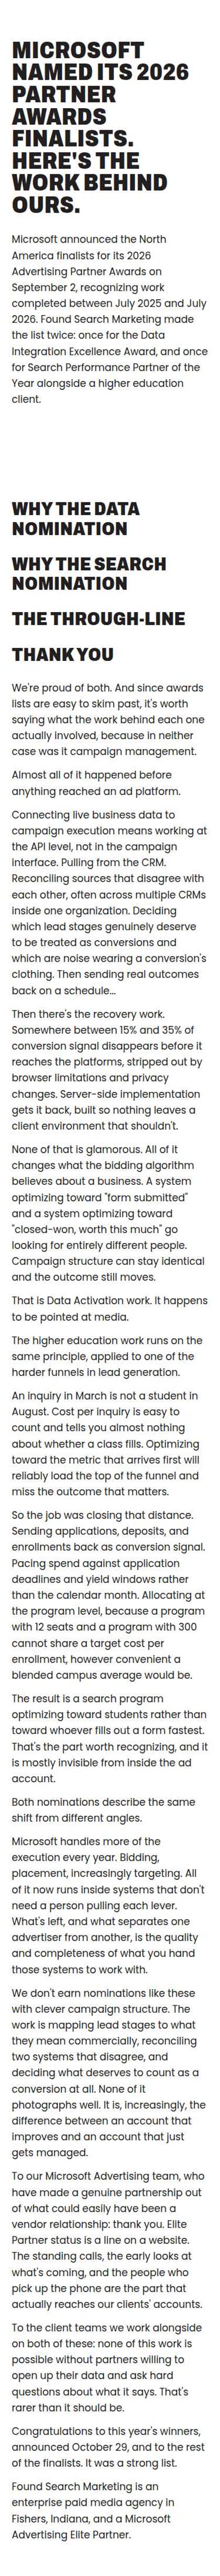 MICROSOFT
NAMED ITS 2026
PARTNER
AWARDS
FINALISTS.
HERE'S THE
WORK BEHIND
OURS.
Microsoft announced the North
America finalists for its 2026
Advertising Partner Awards on
September 2, recognizing work
completed between July 2025 and July
2026. Found Search Marketing made
the list twice: once for the Data
Integration Excellence Award, and once
for Search Performance Partner of the
Year alongside a higher education
client.
WHY THE DATA
NOMINATION
WHY THE SEARCH
NOMINATION
THE THROUGH-LINE
THANK YOU
We're proud of both. And since awards
lists are easy to skim past, it's worth
saying what the work behind each one
actually involved, because in neither
case was it campaign management.
Almost all of it happened before
anything reached an ad platform.
Connecting live business data to
campaign execution means working at
the API level, not in the campaign
interface. Pulling from the CRM.
Reconciling sources that disagree with
each other, often across multiple CRMs
inside one organization. Deciding
which lead stages genuinely deserve
to be treated as conversions and
which are noise wearing a conversion's
clothing. Then sending real outcomes
back on a schedule...
Then there's the recovery work.
Somewhere between 15% and 35% of
conversion signal disappears before it
reaches the platforms, stripped out by
browser limitations and privacy
changes. Server-side implementation
gets it back, built so nothing leaves a
client environment that shouldn't.
None of that is glamorous. All of it
changes what the bidding algorithm
believes about a business. A system
optimizing toward "form submitted"
and a system optimizing toward
"closed-won, worth this much" go
looking for entirely different people.
Campaign structure can stay identical
and the outcome still moves.
That is Data Activation work. It happens
to be pointed at media.
The higher education work runs on the
same principle, applied to one of the
harder funnels in lead generation.
An inquiry in March is not a student in
August. Cost per inquiry is easy to
count and tells you almost nothing
about whether a class fills. Optimizing
toward the metric that arrives first will
reliably load the top of the funnel and
miss the outcome that matters.
So the job was closing that distance.
Sending applications, deposits, and
enrollments back as conversion signal.
Pacing spend against application
deadlines and yield windows rather
than the calendar month. Allocating at
the program level, because a program
with 12 seats and a program with 300
cannot share a target cost per
enrollment, however convenient a
blended campus average would be.
The result is a search program
optimizing toward students rather than
toward whoever fills out a form fastest.
That's the part worth recognizing, and it
is mostly invisible from inside the ad
account.
Both nominations describe the same
shift from different angles.
Microsoft handles more of the
execution every year. Bidding,
placement, increasingly targeting. All
of it now runs inside systems that don't
need a person pulling each lever.
What's left, and what separates one
advertiser from another, is the quality
and completeness of what you hand
those systems to work with.
We don't earn nominations like these
with clever campaign structure. The
work is mapping lead stages to what
they mean commercially, reconciling
two systems that disagree, and
deciding what deserves to count as a
conversion at all. None of it
photographs well. It is, increasingly, the
difference between an account that
improves and an account that just
gets managed.
To our Microsoft Advertising team, who
have made a genuine partnership out
of what could easily have been a
vendor relationship: thank you. Elite
Partner status is a line on a website.
The standing calls, the early looks at
what's coming, and the people who
pick up the phone are the part that
actually reaches our clients' accounts.
To the client teams we work alongside
on both of these: none of this work is
possible without partners willing to
open up their data and ask hard
questions about what it says. That's
rarer than it should be.
Congratulations to this year's winners,
announced October 29, and to the rest
of the finalists. It was a strong list.
Found Search Marketing is an
enterprise paid media agency in
Fishers, Indiana, and a Microsoft
Advertising Elite Partner.